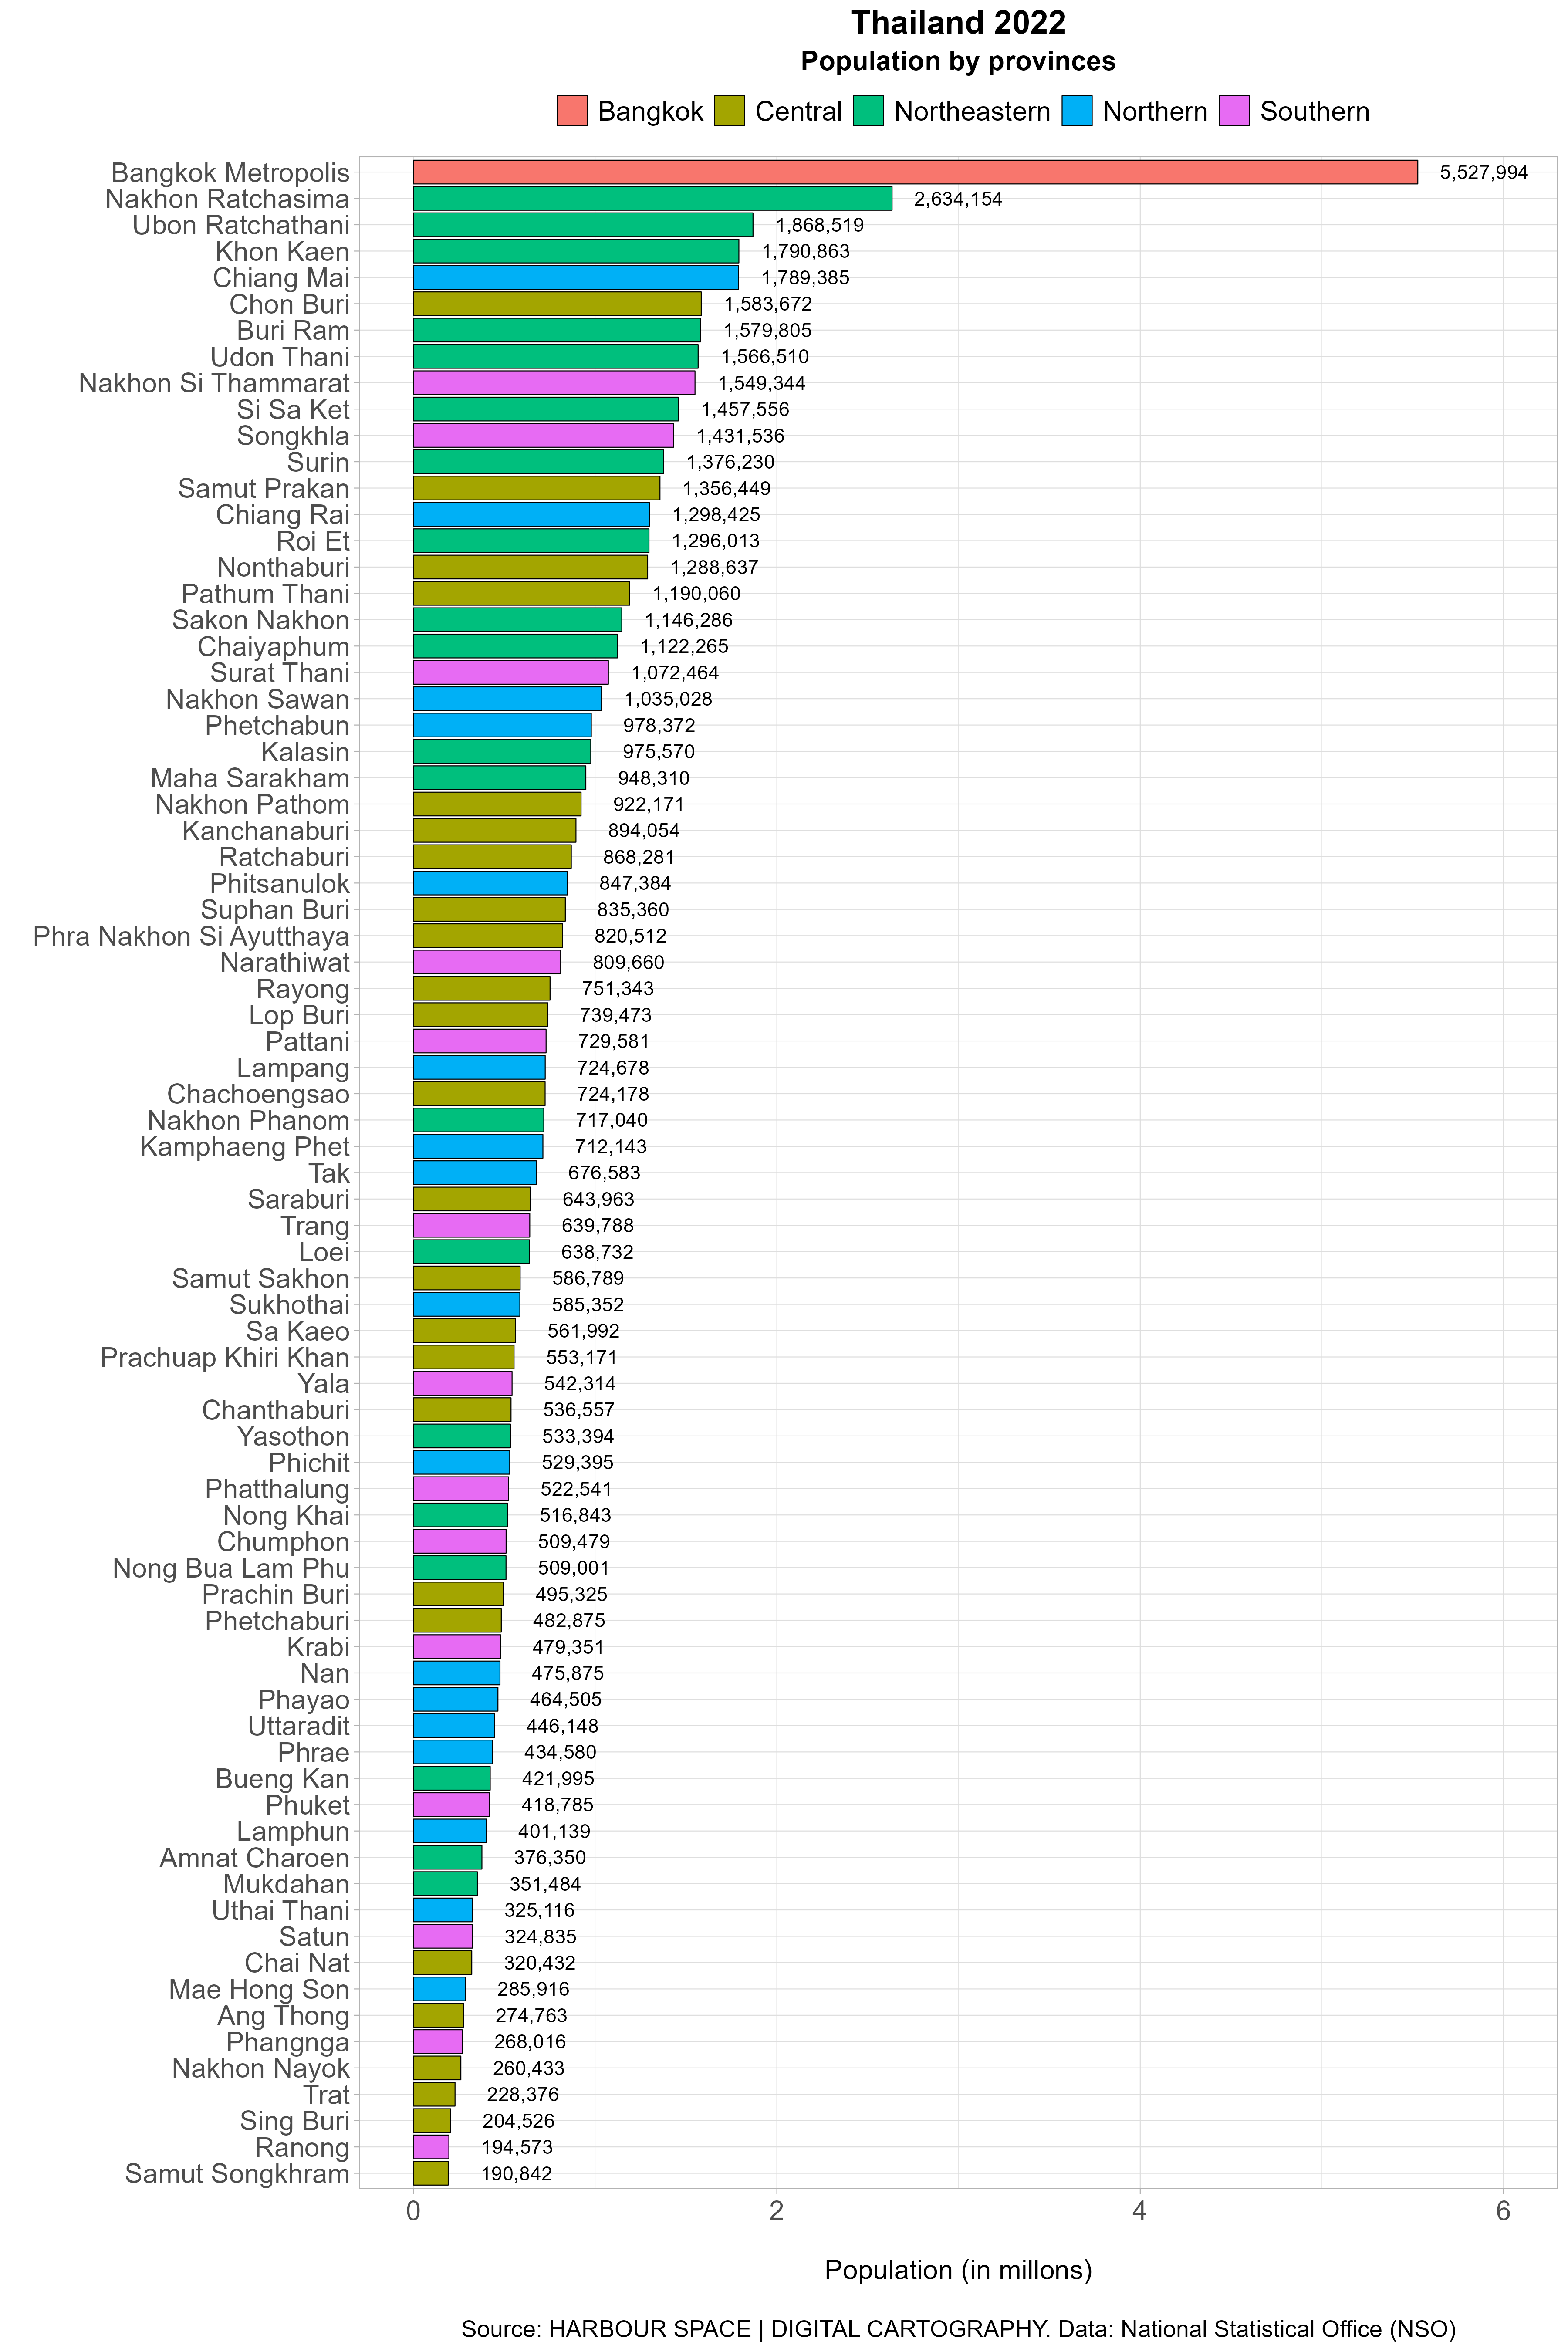 Thailand 2022
Population by provinces
Bangkok Central Northeastern Northern Southern
Bangkok Metropolis 5,527,994
Nakhon Ratchasima 2,634,154
Ubon Ratchathani 1,868,519
Khon Kaen 1,790,863
Chiang Mai 1,789,385
Chon Buri 1,583,672
Buri Ram 1,579,805
Udon Thani 1,566,510
Nakhon Si Thammarat 1,549,344
Si Sa Ket 1,457,556
Songkhla 1,431,536
Surin 1,376,230
Samut Prakan 1,356,449
Chiang Rai 1,298,425
Roi Et 1,296,013
Nonthaburi 1,288,637
Pathum Thani 1,190,060
Sakon Nakhon 1,146,286
Chaiyaphum 1,122,265
Surat Thani 1,072,464
Nakhon Sawan 1,035,028
Phetchabun 978,372
Kalasin 975,570
Maha Sarakham 948,310
Nakhon Pathom 922,171
Kanchanaburi 894,054
Ratchaburi 868,281
Phitsanulok 847,384
Suphan Buri 835,360
Phra Nakhon Si Ayutthaya 820,512
Narathiwat 809,660
Rayong 751,343
Lop Buri 739,473
Pattani 729,581
Lampang 724,678
Chachoengsao 724,178
Nakhon Phanom 717,040
Kamphaeng Phet 712,143
Tak 676,583
Saraburi 643,963
Trang 639,788
Loei 638,732
Samut Sakhon 586,789
Sukhothai 585,352
Sa Kaeo 561,992
Prachuap Khiri Khan 553,171
Yala 542,314
Chanthaburi 536,557
Yasothon 533,394
Phichit 529,395
Phatthalung 522,541
Nong Khai 516,843
Chumphon 509,479
Nong Bua Lam Phu 509,001
Prachin Buri 495,325
Phetchaburi 482,875
Krabi 479,351
Nan 475,875
Phayao 464,505
Uttaradit 446,148
Phrae 434,580
Bueng Kan 421,995
Phuket 418,785
Lamphun 401,139
Amnat Charoen 376,350
Mukdahan 351,484
Uthai Thani 325,116
Satun 324,835
Chai Nat 320,432
Mae Hong Son 285,916
Ang Thong 274,763
Phangnga 268,016
Nakhon Nayok 260,433
Trat 228,376
Sing Buri 204,526
Ranong 194,573
Samut Songkhram 190,842
0 2 4 6
Population (in millons)
Source: HARBOUR SPACE | DIGITAL CARTOGRAPHY. Data: National Statistical Office (NSO)